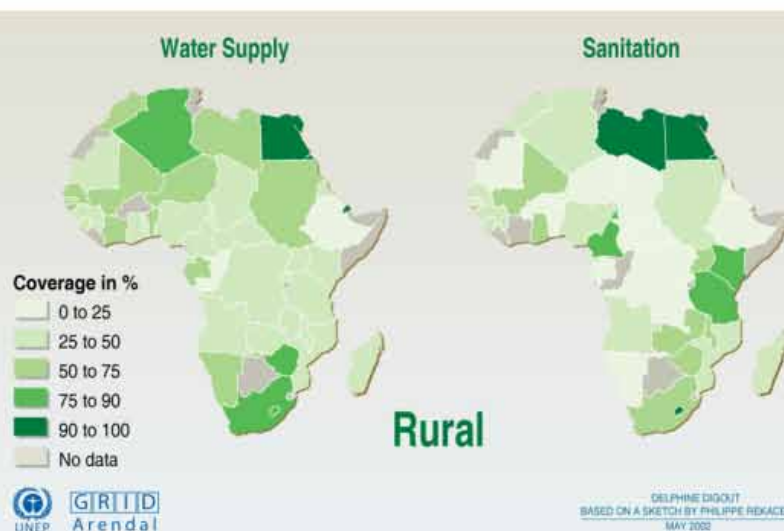 Water Supply
Sanitation
Coverage in %
0 to 25
25 to 50
50 to 75
75 to 90
90 to 100
No data
Rural
UNEP
GRID
Arendal
DELPHINE DIGOUT
BASED ON A SKETCH BY PHILIPPE REKAC
MAY 2002